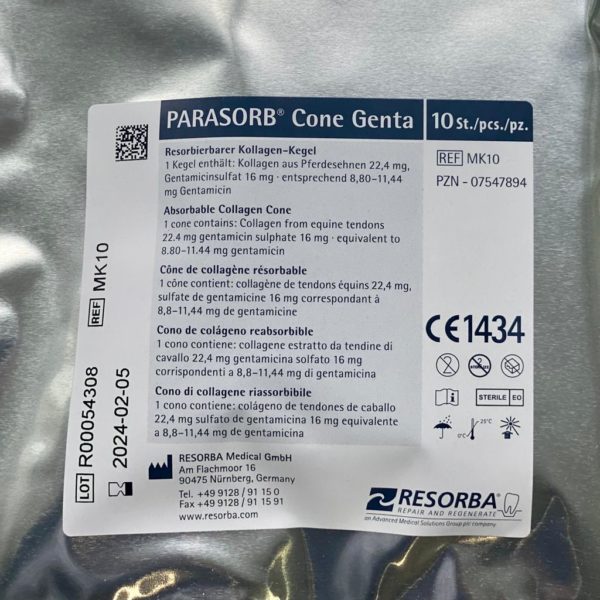 PARASORB® Cone Genta
10 St./pcs./pz.
Resorbierbarer Kollagen-Kegel
1 Kegel enthält: Kollagen aus Pferdesehnen 22,4 mg,
Gentamicinsulfat 16 mg - entsprechend 8,80-11,44
mg Gentamicin
Absorbable Collagen Cone
1 cone contains: Collagen from equine tendons
22.4 mg gentamicin sulphate 16 mg - equivalent to
8.80-11.44 mg gentamicin
Cône de collagène résorbable
1 cône contient: collagène de tendons équins 22,4 mg,
sulfate de gentamicine 16 mg correspondant à
8,8-11,44 mg de gentamicine
Cono de colágeno reabsorbible
1 cono contiene: collagene estratto da tendine di
cavallo 22,4 mg gentamicina solfato 16 mg
corrispondenti a 8,8-11,44 mg di gentamicina
Cono di collagene riassorbibile
1 cono contiene: colágeno de tendones de caballo
22,4 mg sulfato de gentamicina 16 mg equivalente
a 8,8-11,44 mg de gentamicina
REF MK10
PZN - 07547894
CE 1434
2
STERILE EO
0°C 25°C
REF MK10
LOT R00054308
2024-02-05
RESORBA Medical GmbH
Am Flachmoor 16
90475 Nürnberg, Germany
Tel. +49 9128 / 91 15 0
Fax +49 9128 / 91 15 91
www.resorba.com
RESORBA®
REPAIR AND REGENERATE
an Advanced Medical Solutions Group plc company